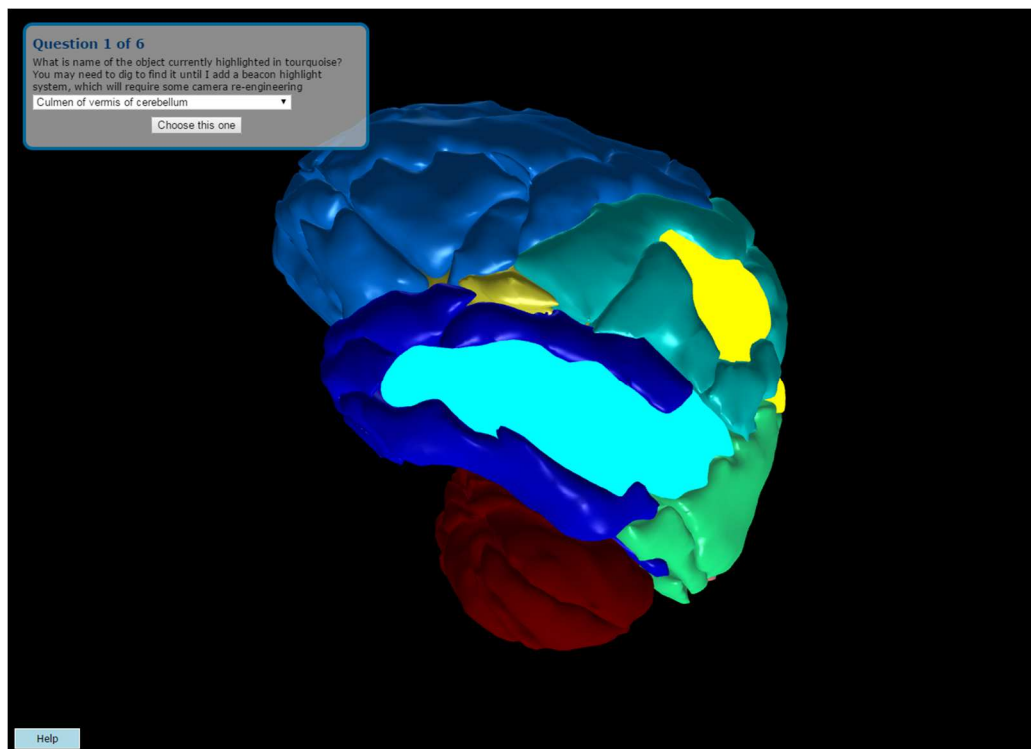 Question 1 of 6
What is name of the object currently highlighted in tourquoise?
You may need to dig to find it until I add a beacon highlight
system, which will require some camera re-engineering
Culmen of vermis of cerebellum
Choose this one
Help